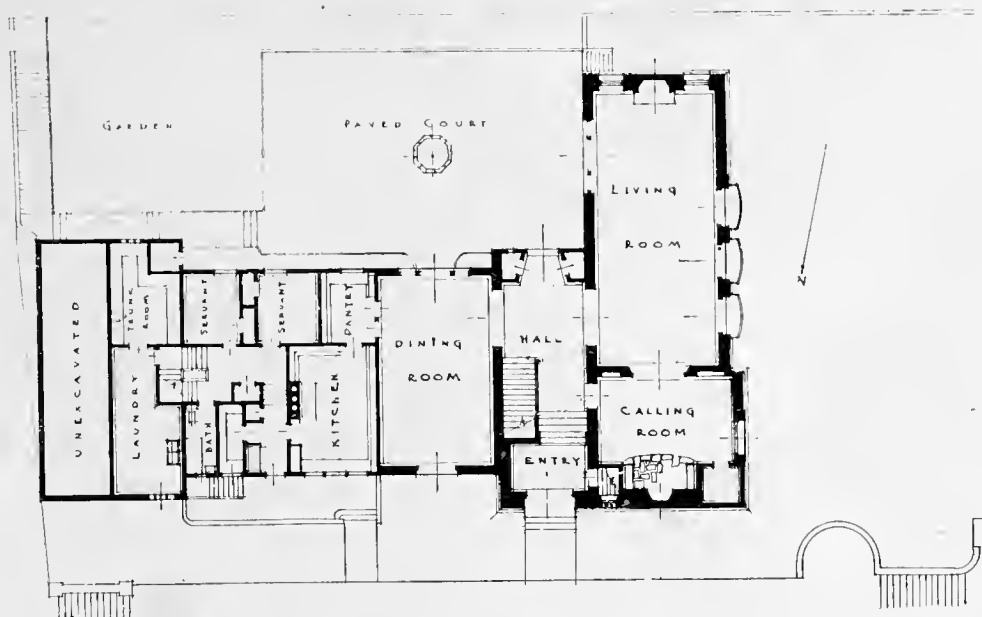 GARDEN
PAVED COURT
LIVING
ROOM
N
UNEXCAVATED
TRUNK
ROOM
SERVANT
SERVANT
PANTRY
DINING
ROOM
HALL
LAUNDRY
BATH
KITCHEN
CALLING
ROOM
ENTRY